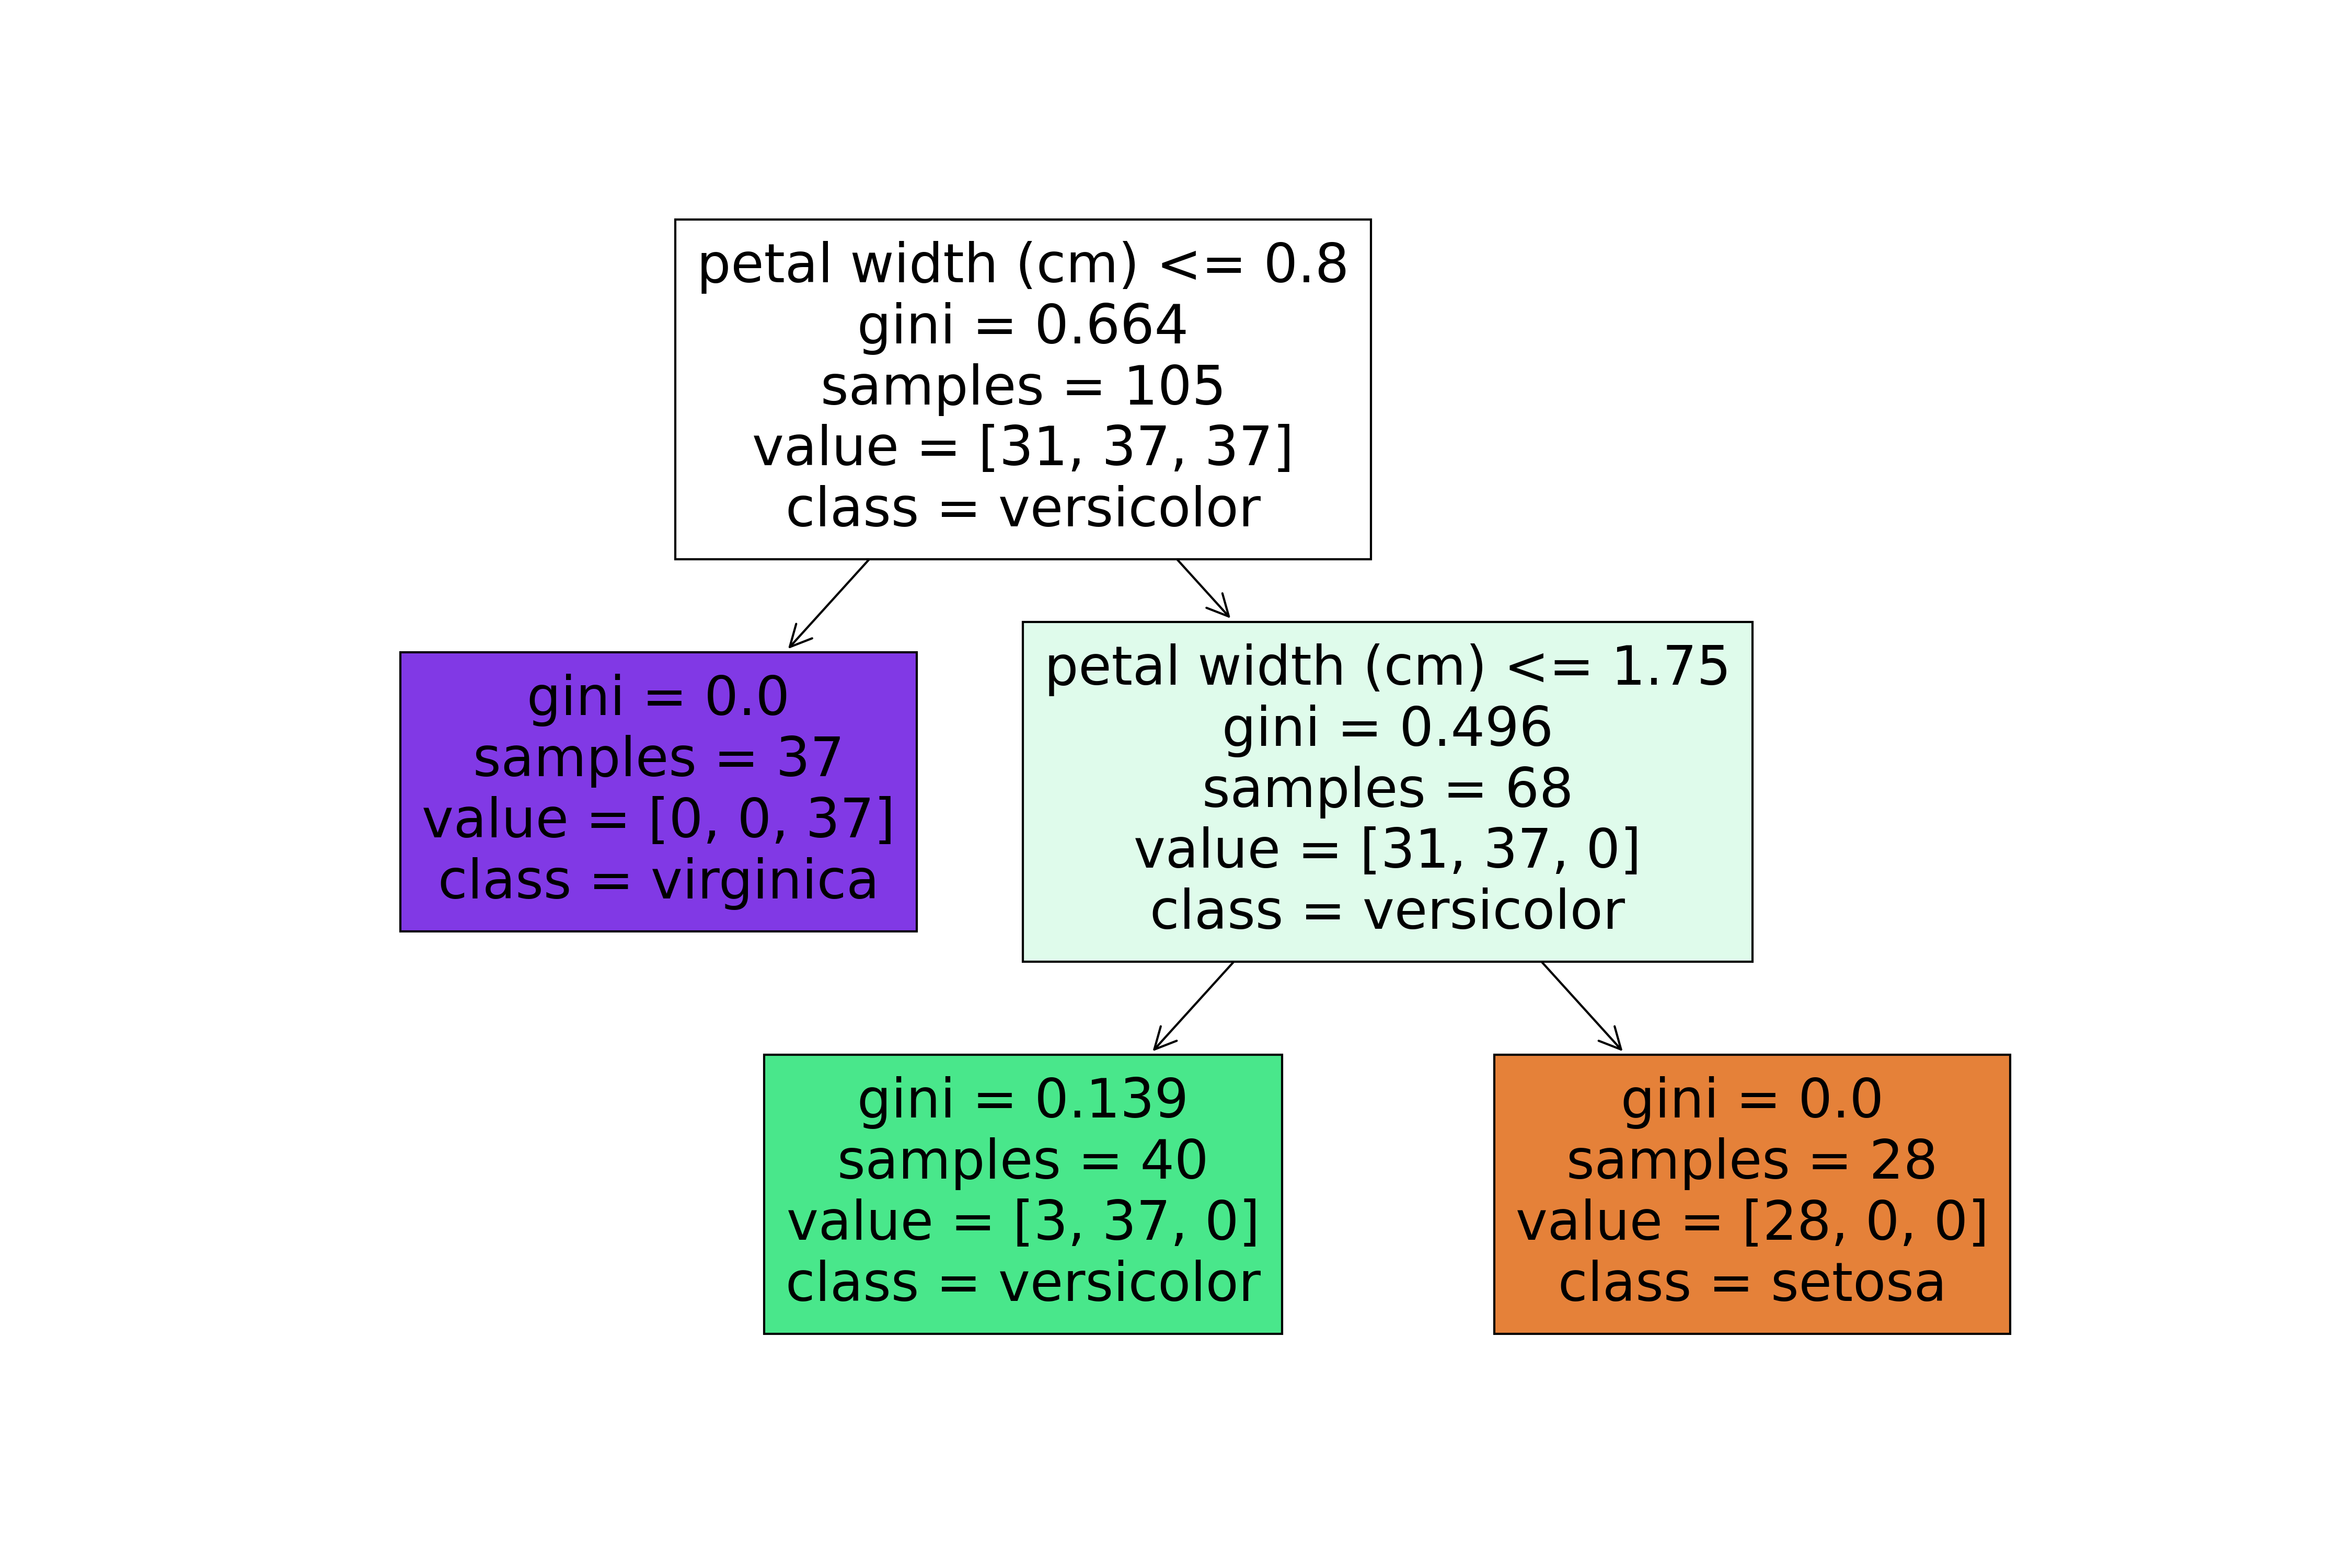 petal width (cm) <= 0.8
gini = 0.664
samples = 105
value = [31, 37, 37]
class = versicolor
gini = 0.0
samples = 37
value = [0, 0, 37]
class = virginica
petal width (cm) <= 1.75
gini = 0.496
samples = 68
value = [31, 37, 0]
class = versicolor
gini = 0.139
samples = 40
value = [3, 37, 0]
class = versicolor
gini = 0.0
samples = 28
value = [28, 0, 0]
class = setosa